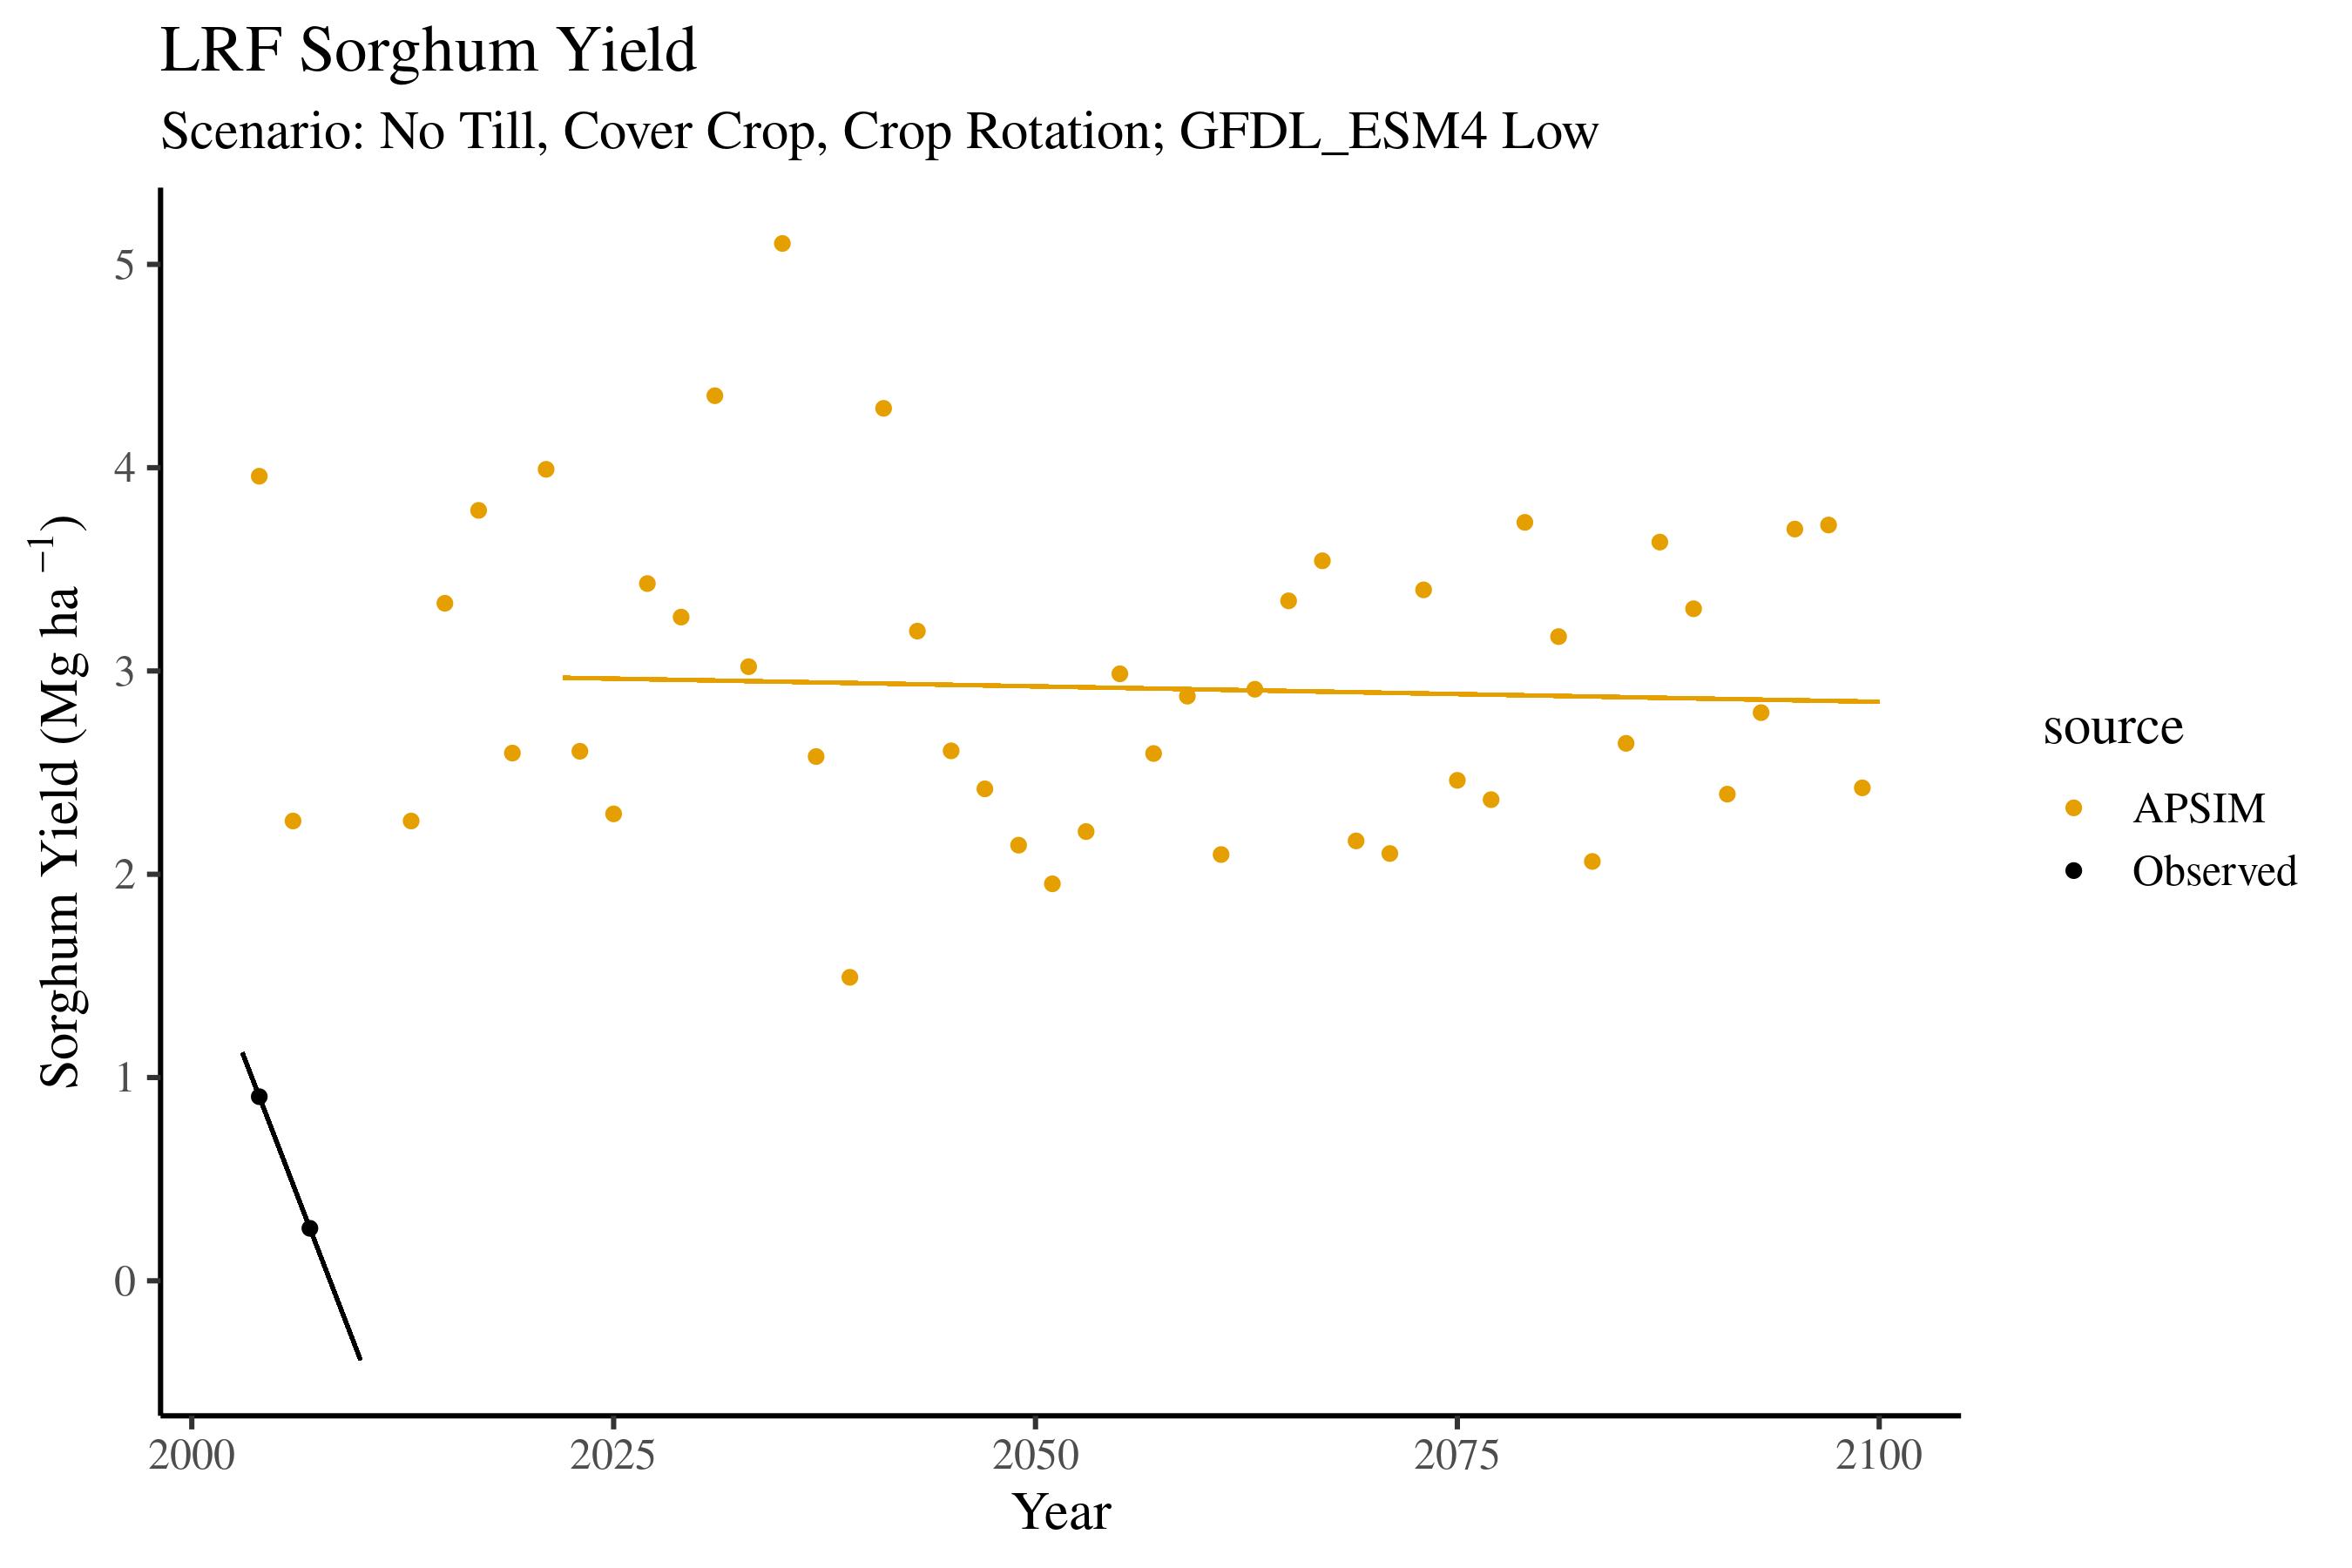 LRF Sorghum Yield
Scenario: No Till, Cover Crop, Crop Rotation; GFDL_ESM4 Low
Sorghum Yield (Mg ha −1)
5
4
3
2
1
0
2000 2025 2050 2075 2100
Year
source
APSIM
Observed